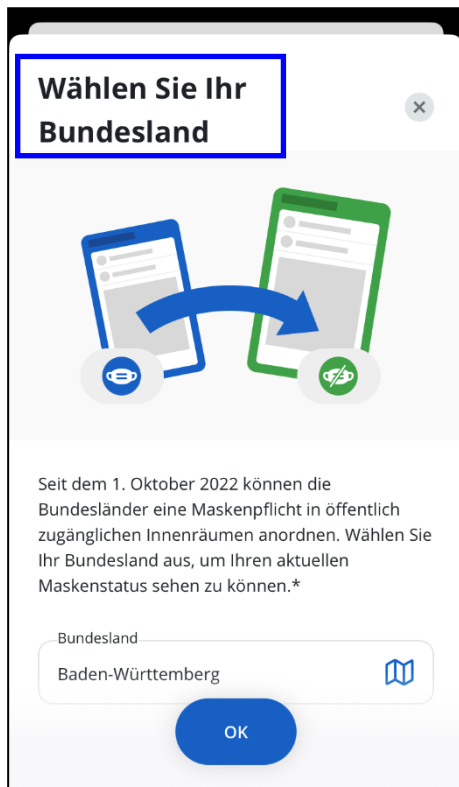 Wählen Sie Ihr
Bundesland
Seit dem 1. Oktober 2022 können die
Bundesländer eine Maskenpflicht in öffentlich
zugänglichen Innenräumen anordnen. Wählen Sie
Ihr Bundesland aus, um Ihren aktuellen
Maskenstatus sehen zu können.*
Bundesland
Baden-Württemberg
OK